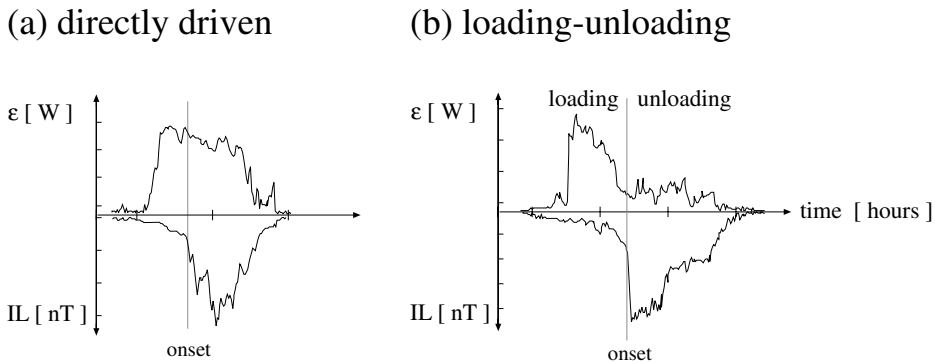 (a) directly driven
(b) loading-unloading
ε [ W ]
IL [ nT ]
onset
ε [ W ]
loading
unloading
time [ hours ]
IL [ nT ]
onset